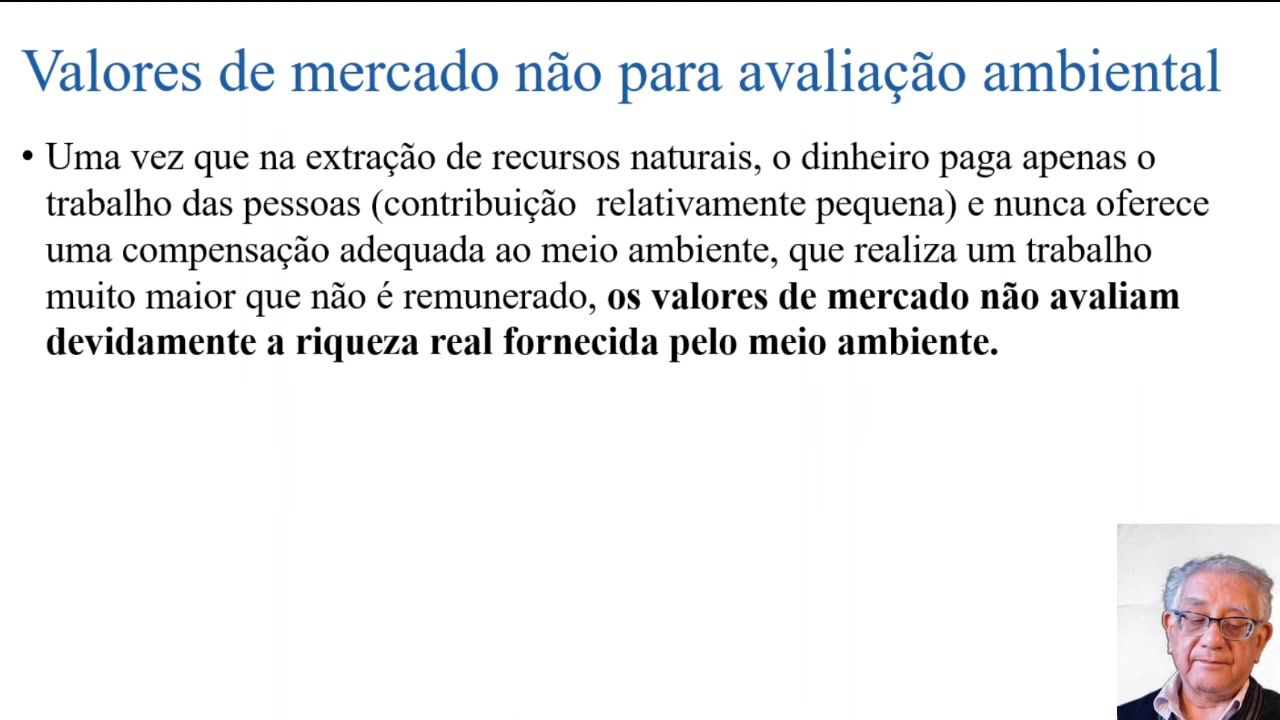 Valores de mercado não para avaliação ambiental
• Uma vez que na extração de recursos naturais, o dinheiro paga apenas o
trabalho das pessoas (contribuição  relativamente pequena) e nunca oferece
uma compensação adequada ao meio ambiente, que realiza um trabalho
muito maior que não é remunerado, os valores de mercado não avaliam
devidamente a riqueza real fornecida pelo meio ambiente.